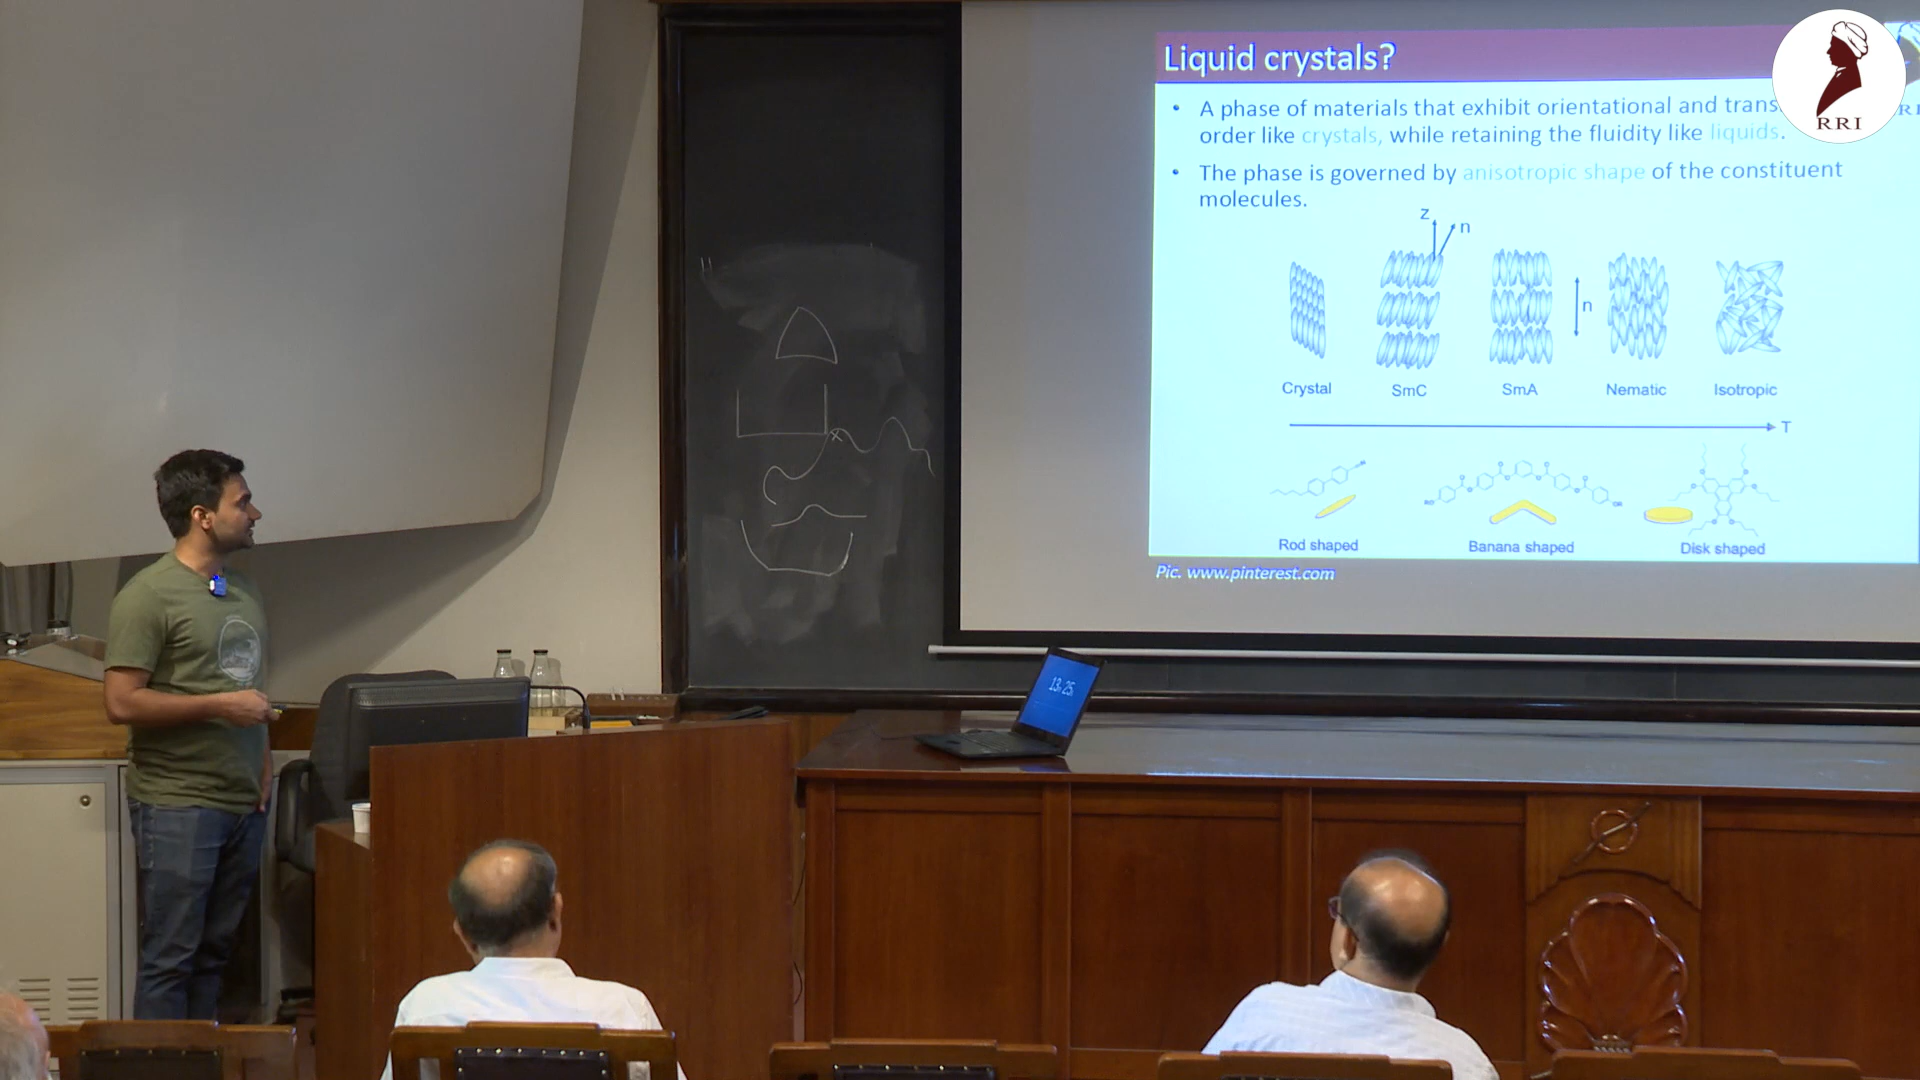 Liquid crystals?
• A phase of materials that exhibit orientational and trans
order like crystals, while retaining the fluidity like liquids.
• The phase is governed by anisotropic shape of the constituent
molecules.
Z
n
n
Crystal SmC SmA Nematic Isotropic
T
Rod shaped Banana shaped Disk shaped
Pic. www.pinterest.com
RRI
13 25